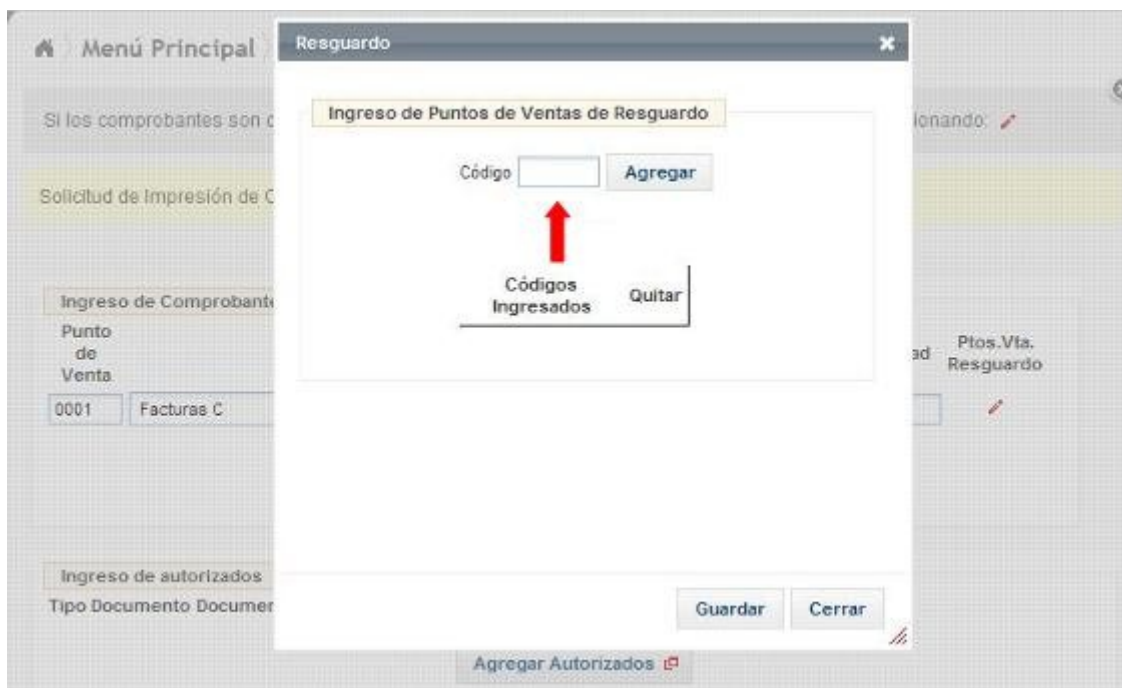 Menú Principal
Resguardo
Si los comprobantes son
ionando:
Ingreso de Puntos de Ventas de Resguardo
Código
Agregar
Solicitud de Impresión de
Códigos
Ingresados
Quitar
Ingreso de Comprobante
Punto
de
Venta
ad
Ptos.Vta.
Resguardo
0001
Facturas C
Ingreso de autorizados
Tipo Documento Documen
Guardar
Cerrar
Agregar Autorizados